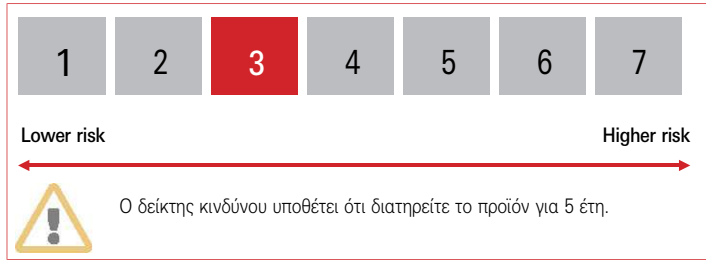 1 2 3 4 5 6 7
Lower risk Higher risk
Ο δείκτης κινδύνου υποθέτει ότι διατηρείτε το προϊόν για 5 έτη.